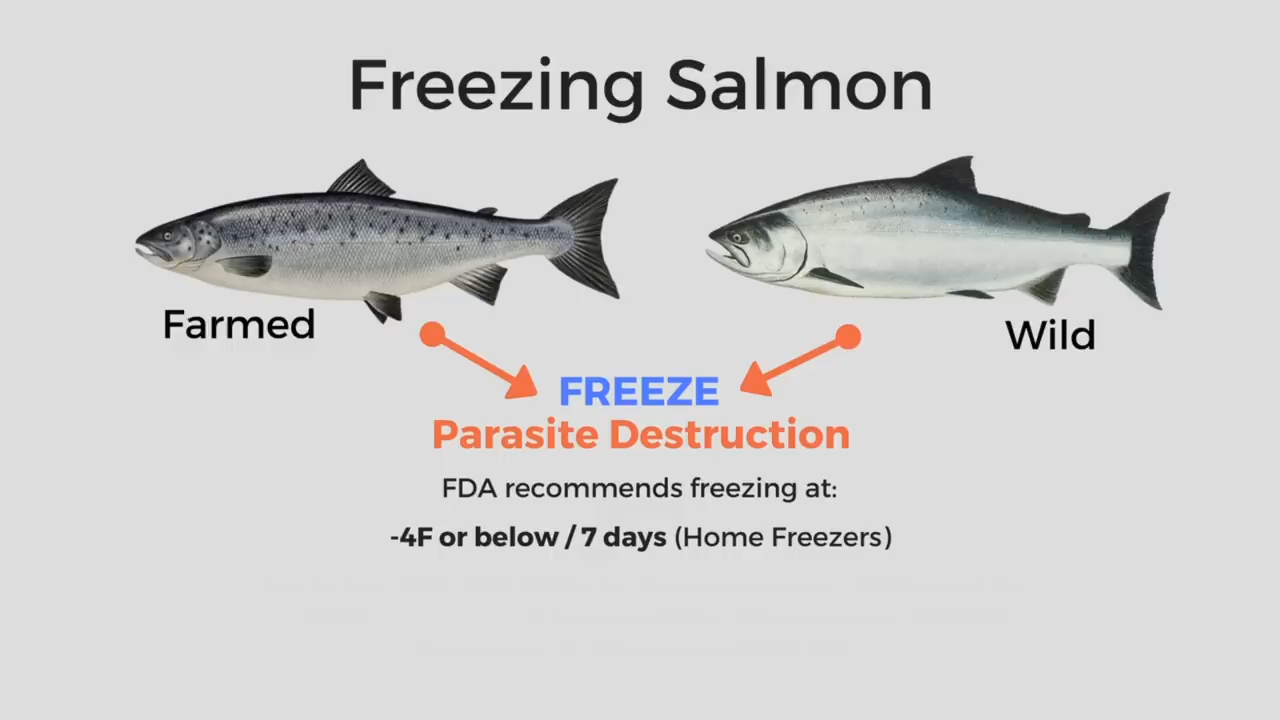 Freezing Salmon
Farmed
Wild
FREEZE
Parasite Destruction
FDA recommends freezing at:
-4F or below / 7 days (Home Freezers)